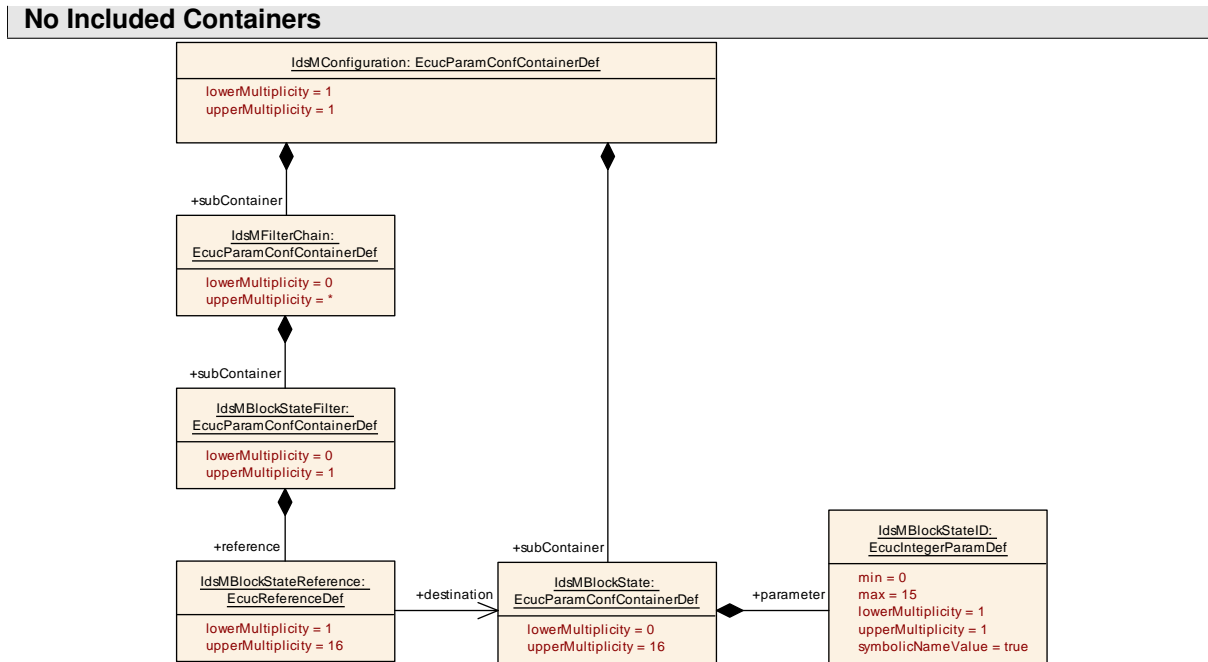 No Included Containers
IdsMConfiguration: EcucParamConfContainerDef
lowerMultiplicity = 1
upperMultiplicity = 1
+subContainer
IdsMFilterChain:
EcucParamConfContainerDef
lowerMultiplicity = 0
upperMultiplicity = *
+subContainer
IdsMBlockStateFilter:
EcucParamConfContainerDef
lowerMultiplicity = 0
upperMultiplicity = 1
+reference
IdsMBlockStateReference:
EcucReferenceDef
lowerMultiplicity = 1
upperMultiplicity = 16
+destination
+subContainer
IdsMBlockState:
EcucParamConfContainerDef
lowerMultiplicity = 0
upperMultiplicity = 16
+parameter
IdsMBlockStateID:
EcucIntegerParamDef
min = 0
max = 15
lowerMultiplicity = 1
upperMultiplicity = 1
symbolicNameValue = true